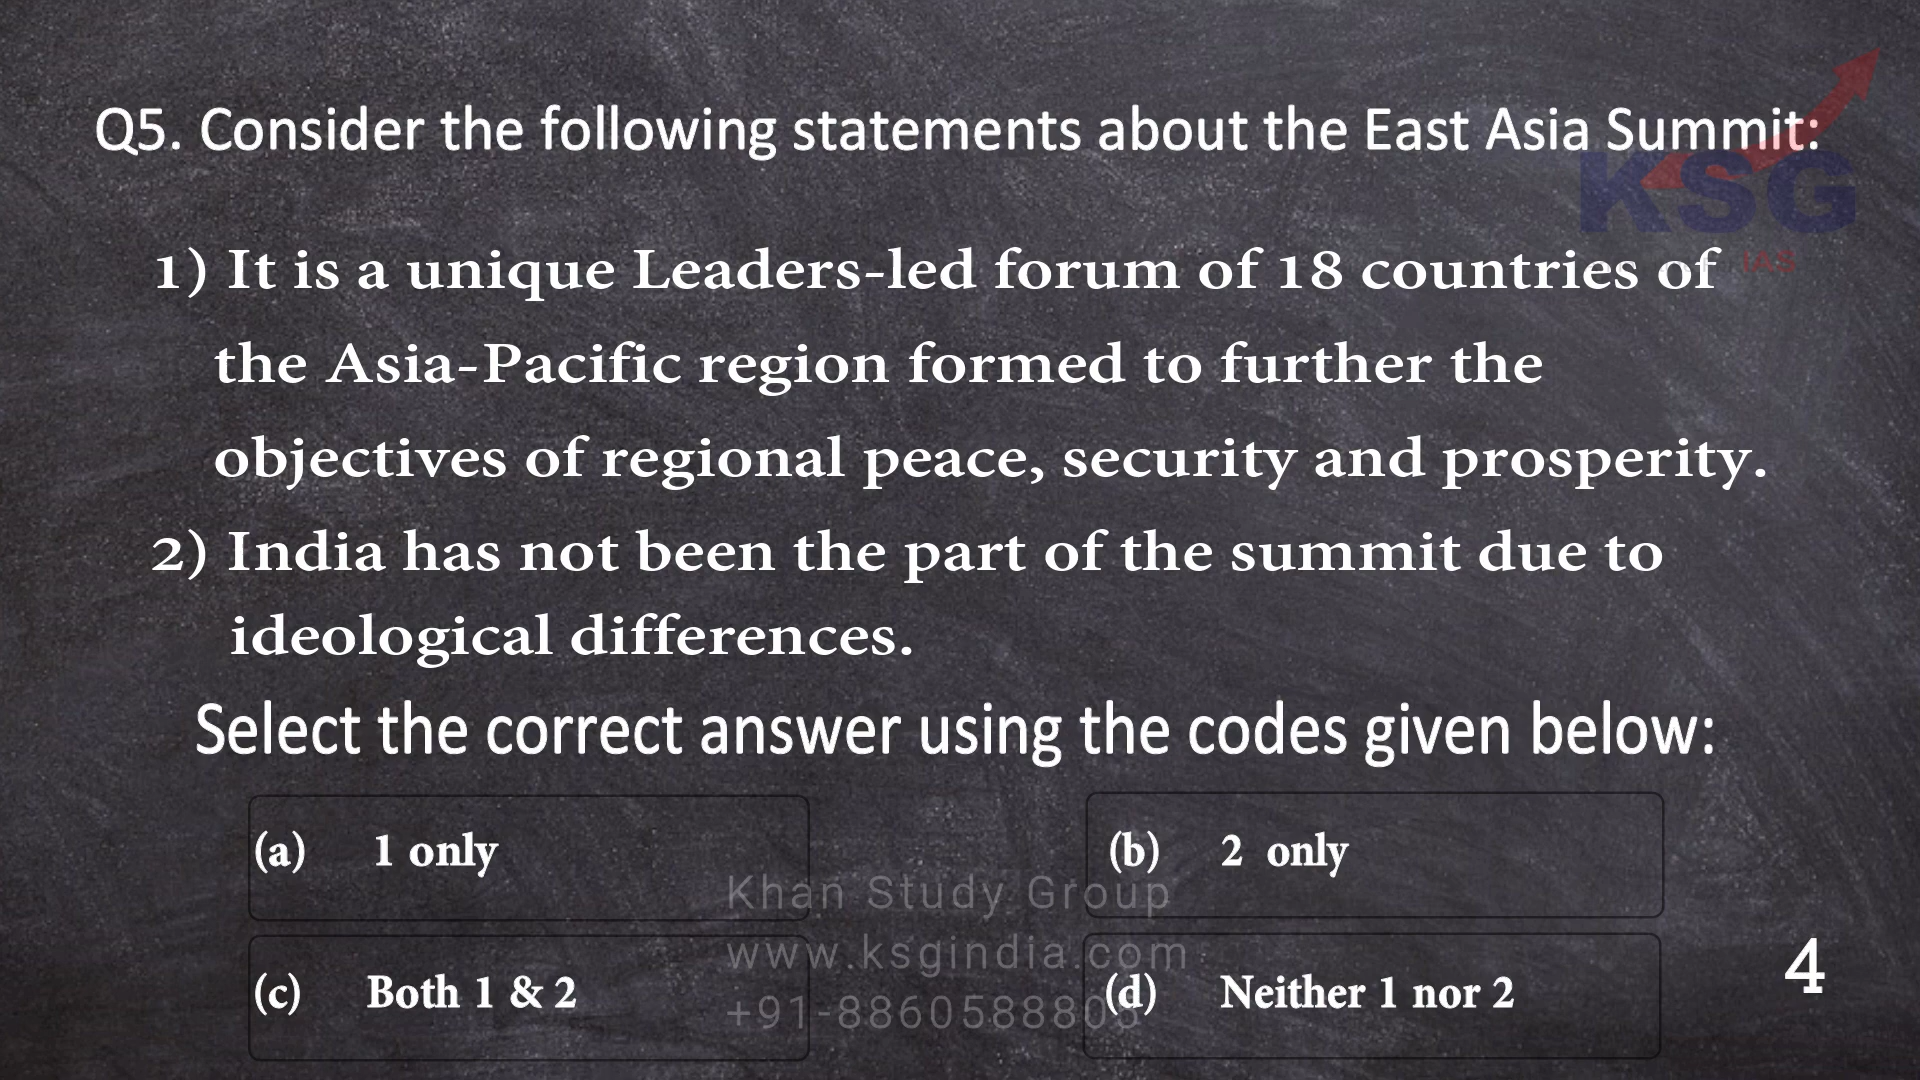 Q5. Consider the following statements about the East Asia Summit:
KSG
IAS
1) It is a unique Leaders-led forum of 18 countries of
the Asia-Pacific region formed to further the
objectives of regional peace, security and prosperity.
2) India has not been the part of the summit due to
ideological differences.
Select the correct answer using the codes given below:
(a) 1 only
(b) 2 only
Khan Study Group
www.ksgindia.com
+91-8860588808
(c) Both 1 & 2
(d) Neither 1 nor 2
4